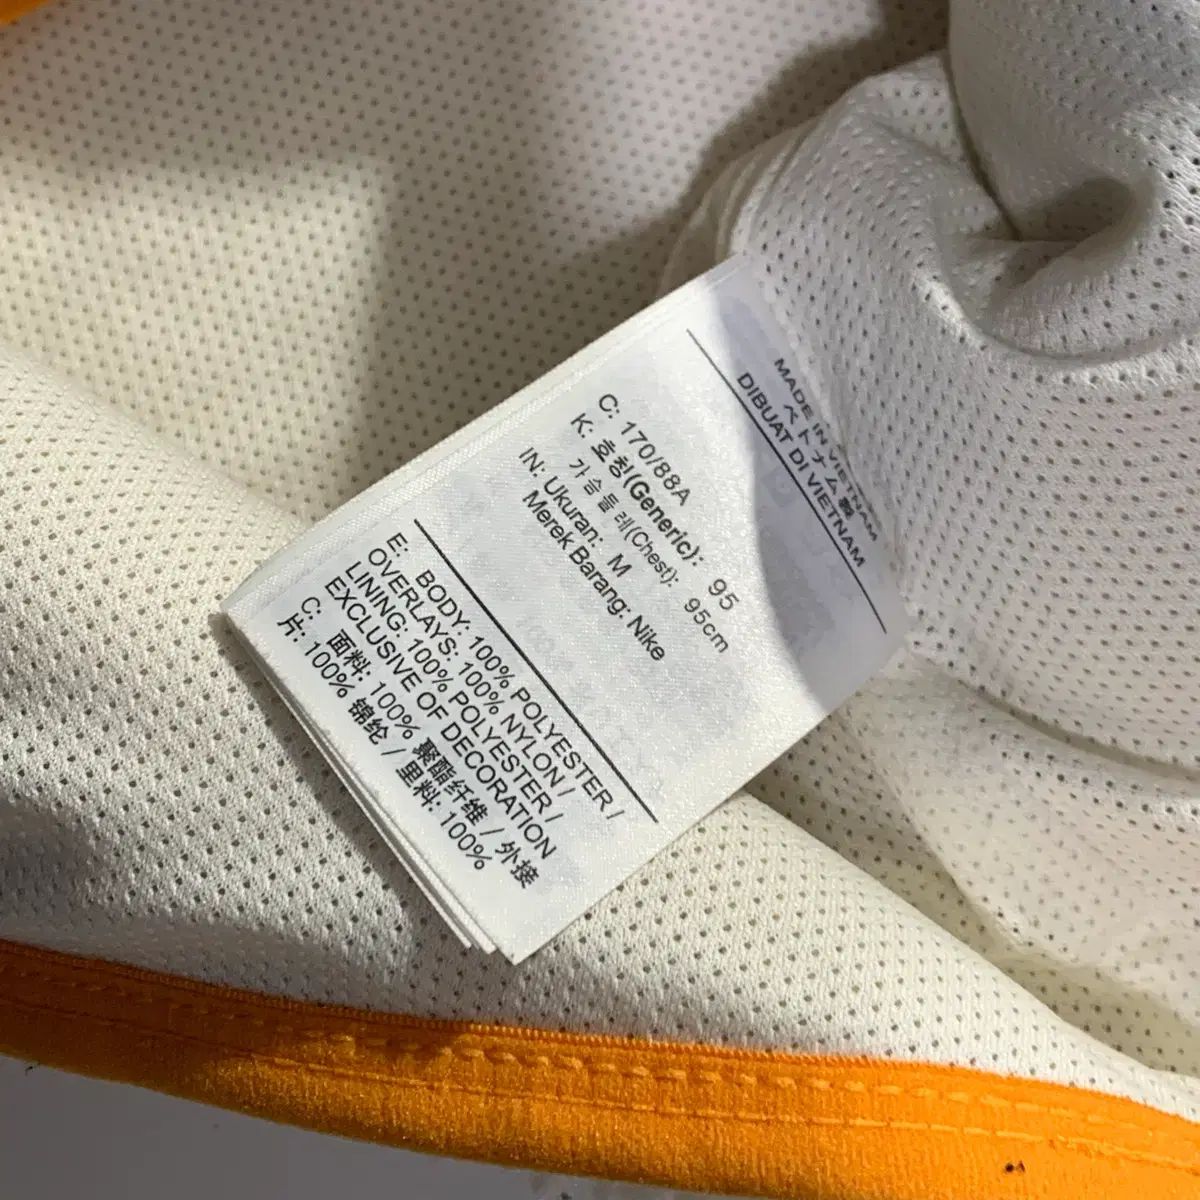 MADE IN VIETNAM
ベトナム製
DIBUAT DI VIETNAM
C: 170/88A
K: 호칭(Generic): 95
가슴둘레(Chest): 95cm
IN: Ukuran: M
Merek Barang: Nike
E: BODY: 100% POLYESTER /
OVERLAYS: 100% NYLON /
LINING: 100% POLYESTER /
EXCLUSIVE OF DECORATION
C: 面料: 100% 聚酯纤维 / 外接
片: 100% 锦纶 / 里料: 100%